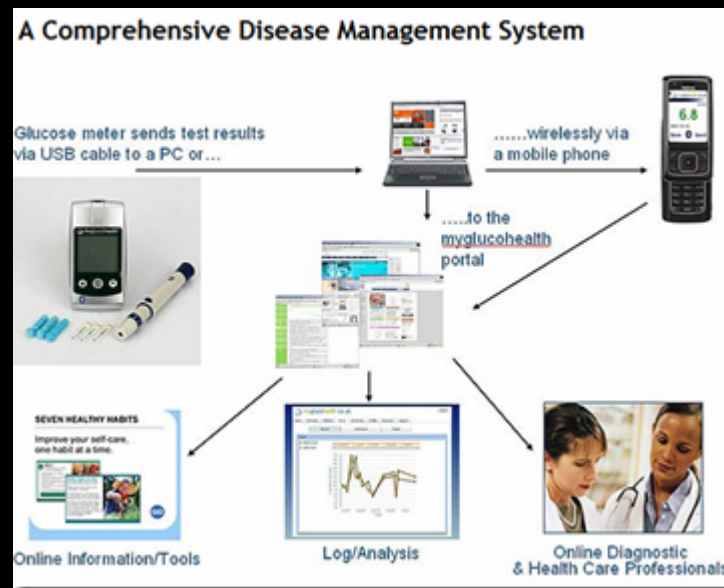 A Comprehensive Disease Management System
Glucose meter sends test results
via USB cable to a PC or…
......wirelessly via
a mobile phone
6.8
.....to the
myglucohealth
portal
SEVEN HEALTHY HABITS
Improve your self-care,
one habit at a time.
GO
Online Information/Tools
Log/Analysis
Online Diagnostic
& Health Care Professionals